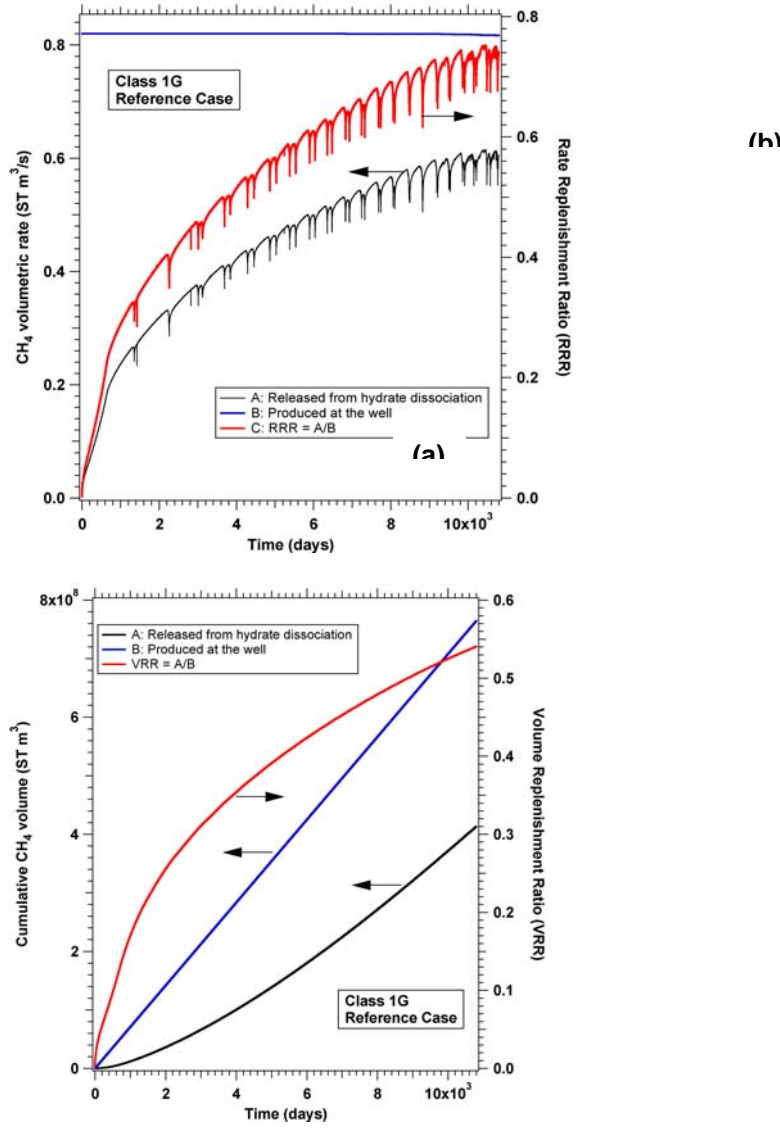 0.8
0.6
0.4
0.2
0.0
CH4 volumetric rate (ST m3/s)
Class 1G
Reference Case
A: Released from hydrate dissociation
B: Produced at the well
C: RRR = A/B
0.8
0.6
0.4
0.2
0.0
Rate Replenishment Ratio (RRR)
0 2 4 6 8 10x10³
Time (days)
(a)
(b)
8x10⁸
6
4
2
0
Cumulative CH4 volume (ST m3)
A: Released from hydrate dissociation
B: Produced at the well
VRR = A/B
Class 1G
Reference Case
0.6
0.5
0.4
0.3
0.2
0.1
0.0
Volume Replenishment Ratio (VRR)
0 2 4 6 8 10x10³
Time (days)